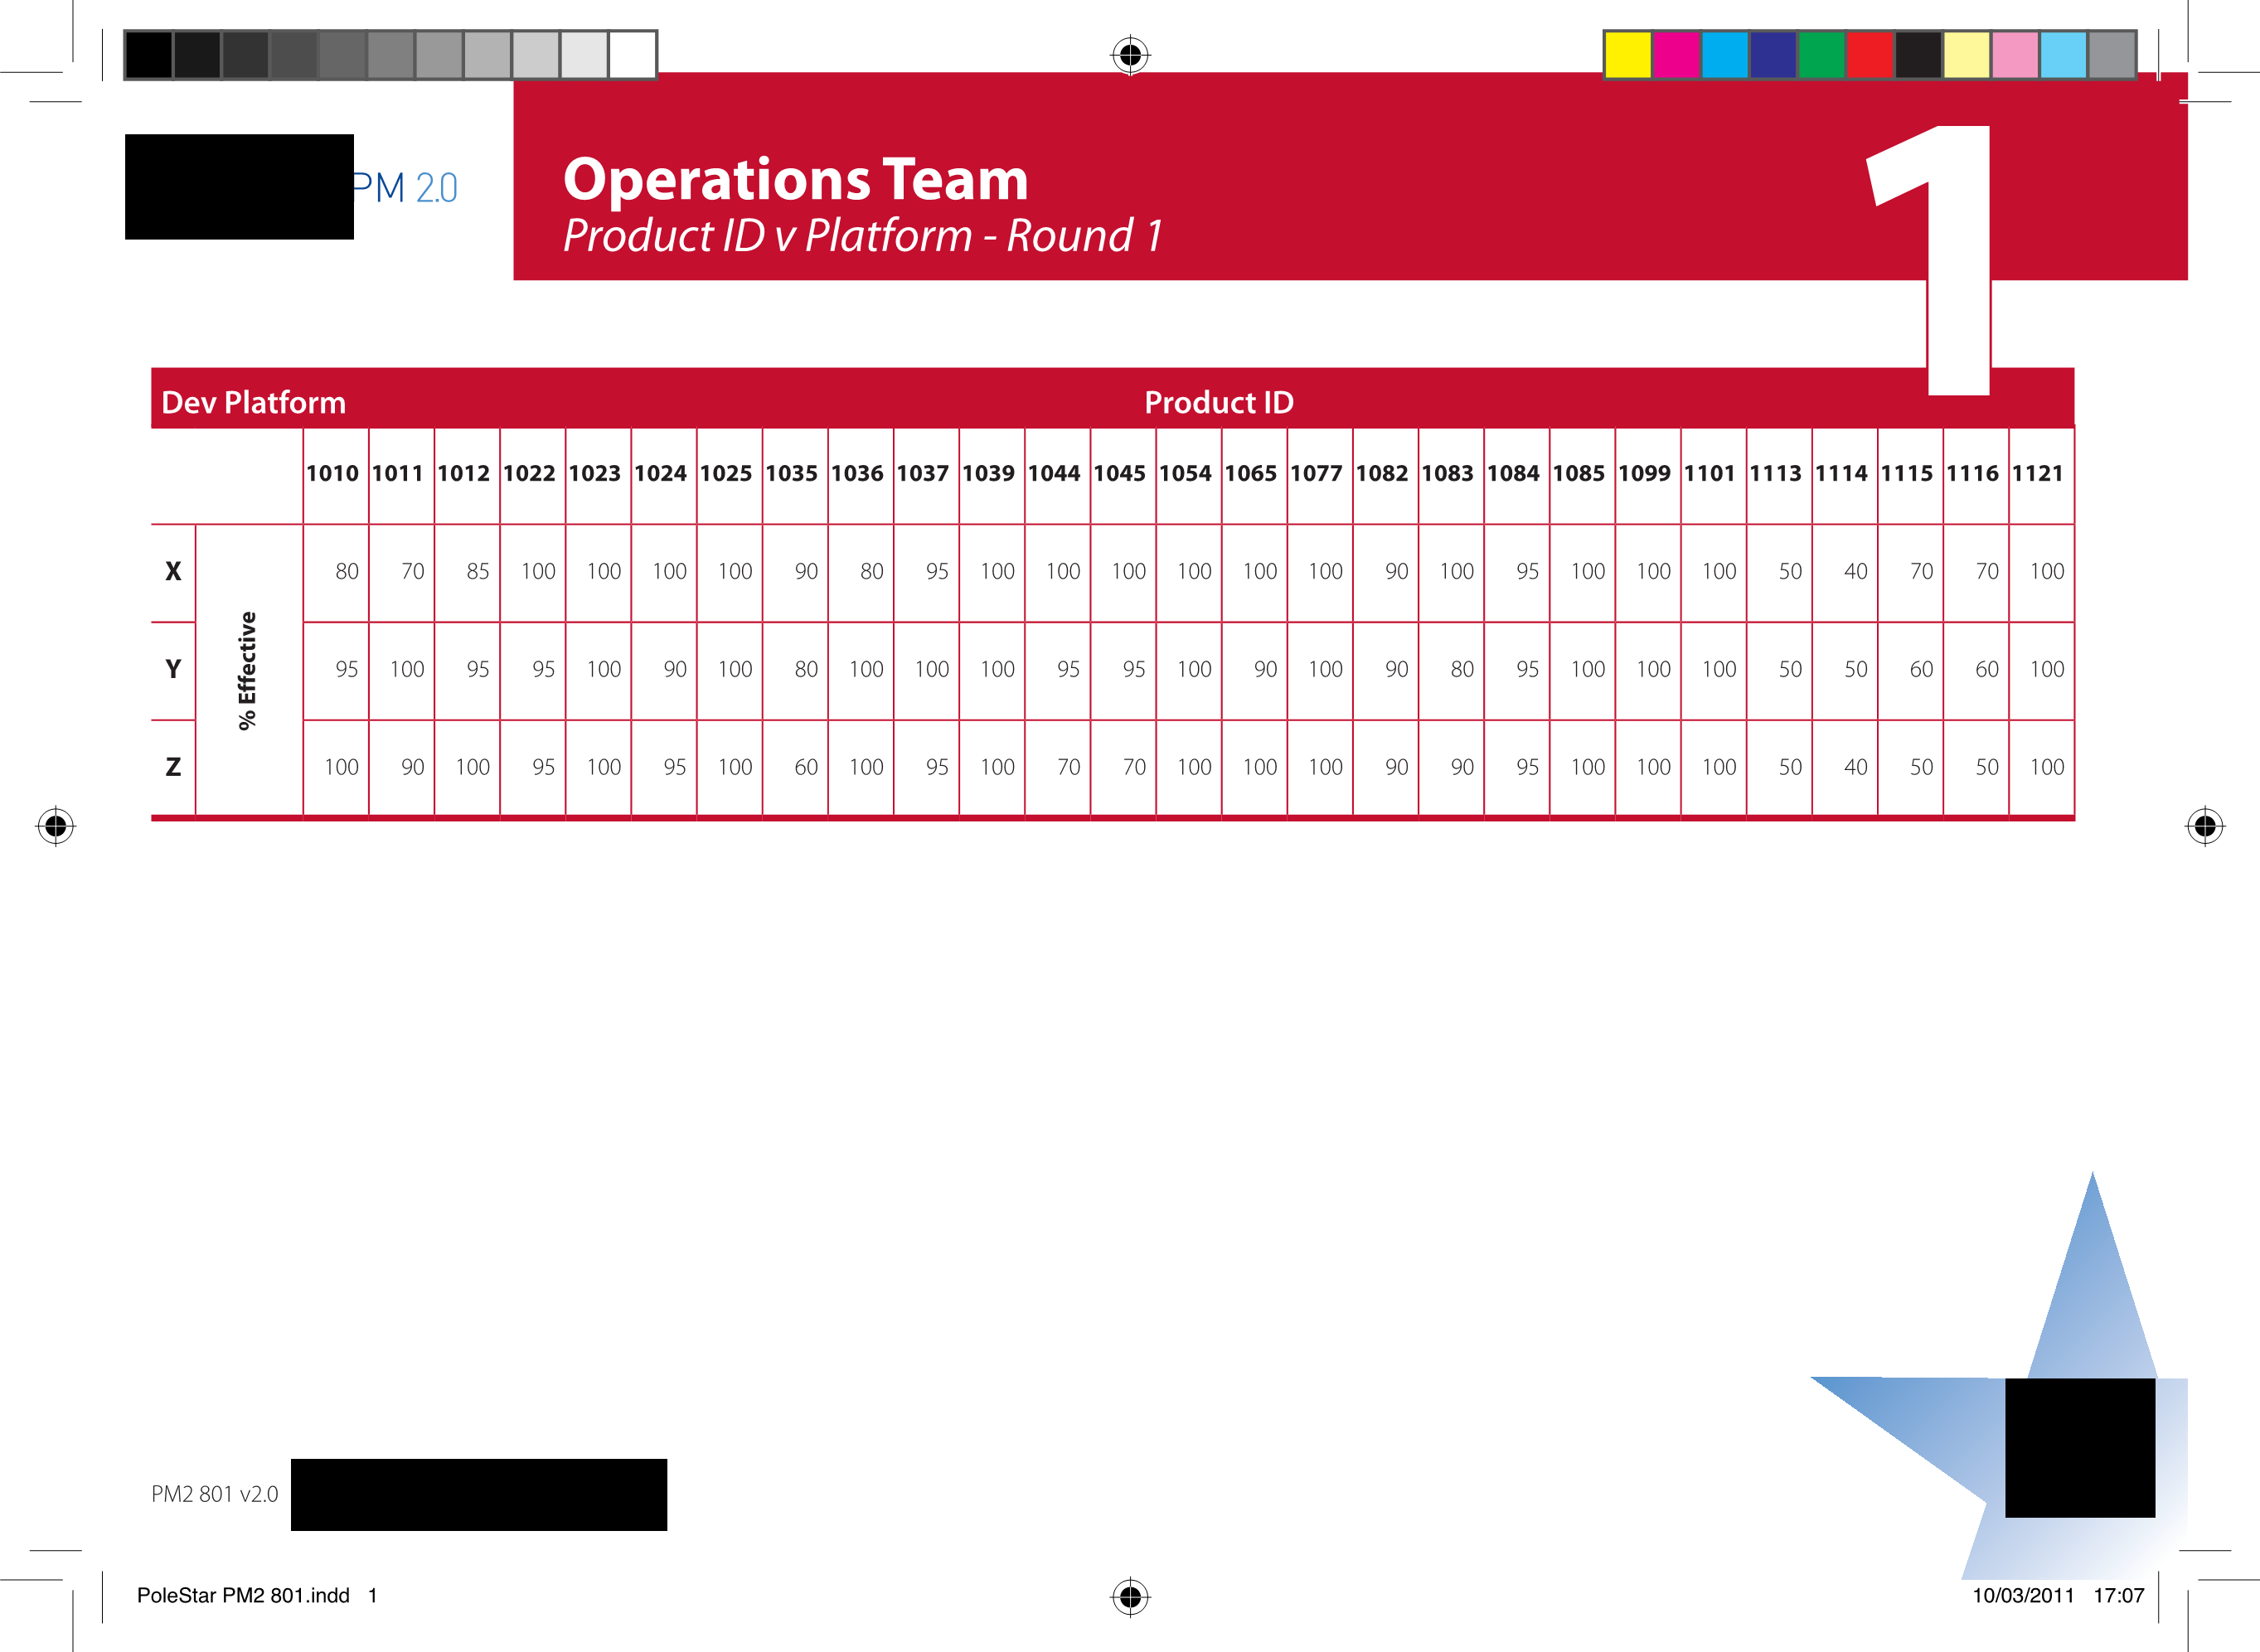 PM 2.0
Operations Team
Product ID v Platform - Round 1
1
Dev Platform Product ID
1010 1011 1012 1022 1023 1024 1025 1035 1036 1037 1039 1044 1045 1054 1065 1077 1082 1083 1084 1085 1099 1101 1113 1114 1115 1116 1121
X 80 70 85 100 100 100 100 90 80 95 100 100 100 100 100 100 90 100 95 100 100 100 50 40 70 70 100
% Effective
Y 95 100 95 95 100 90 100 80 100 100 100 95 95 100 90 100 90 80 95 100 100 100 50 50 60 60 100
Z 100 90 100 95 100 95 100 60 100 95 100 70 70 100 100 100 90 90 95 100 100 100 50 40 50 50 100
PM2 801 v2.0
PoleStar PM2 801.indd 1 10/03/2011 17:07